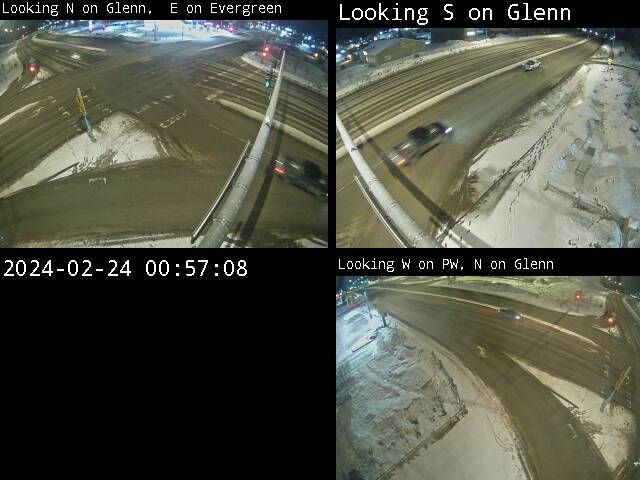 Looking N on Glenn,  E on Evergreen
Looking S on Glenn
2024-02-24 00:57:08
Looking W on PW, N on Glenn